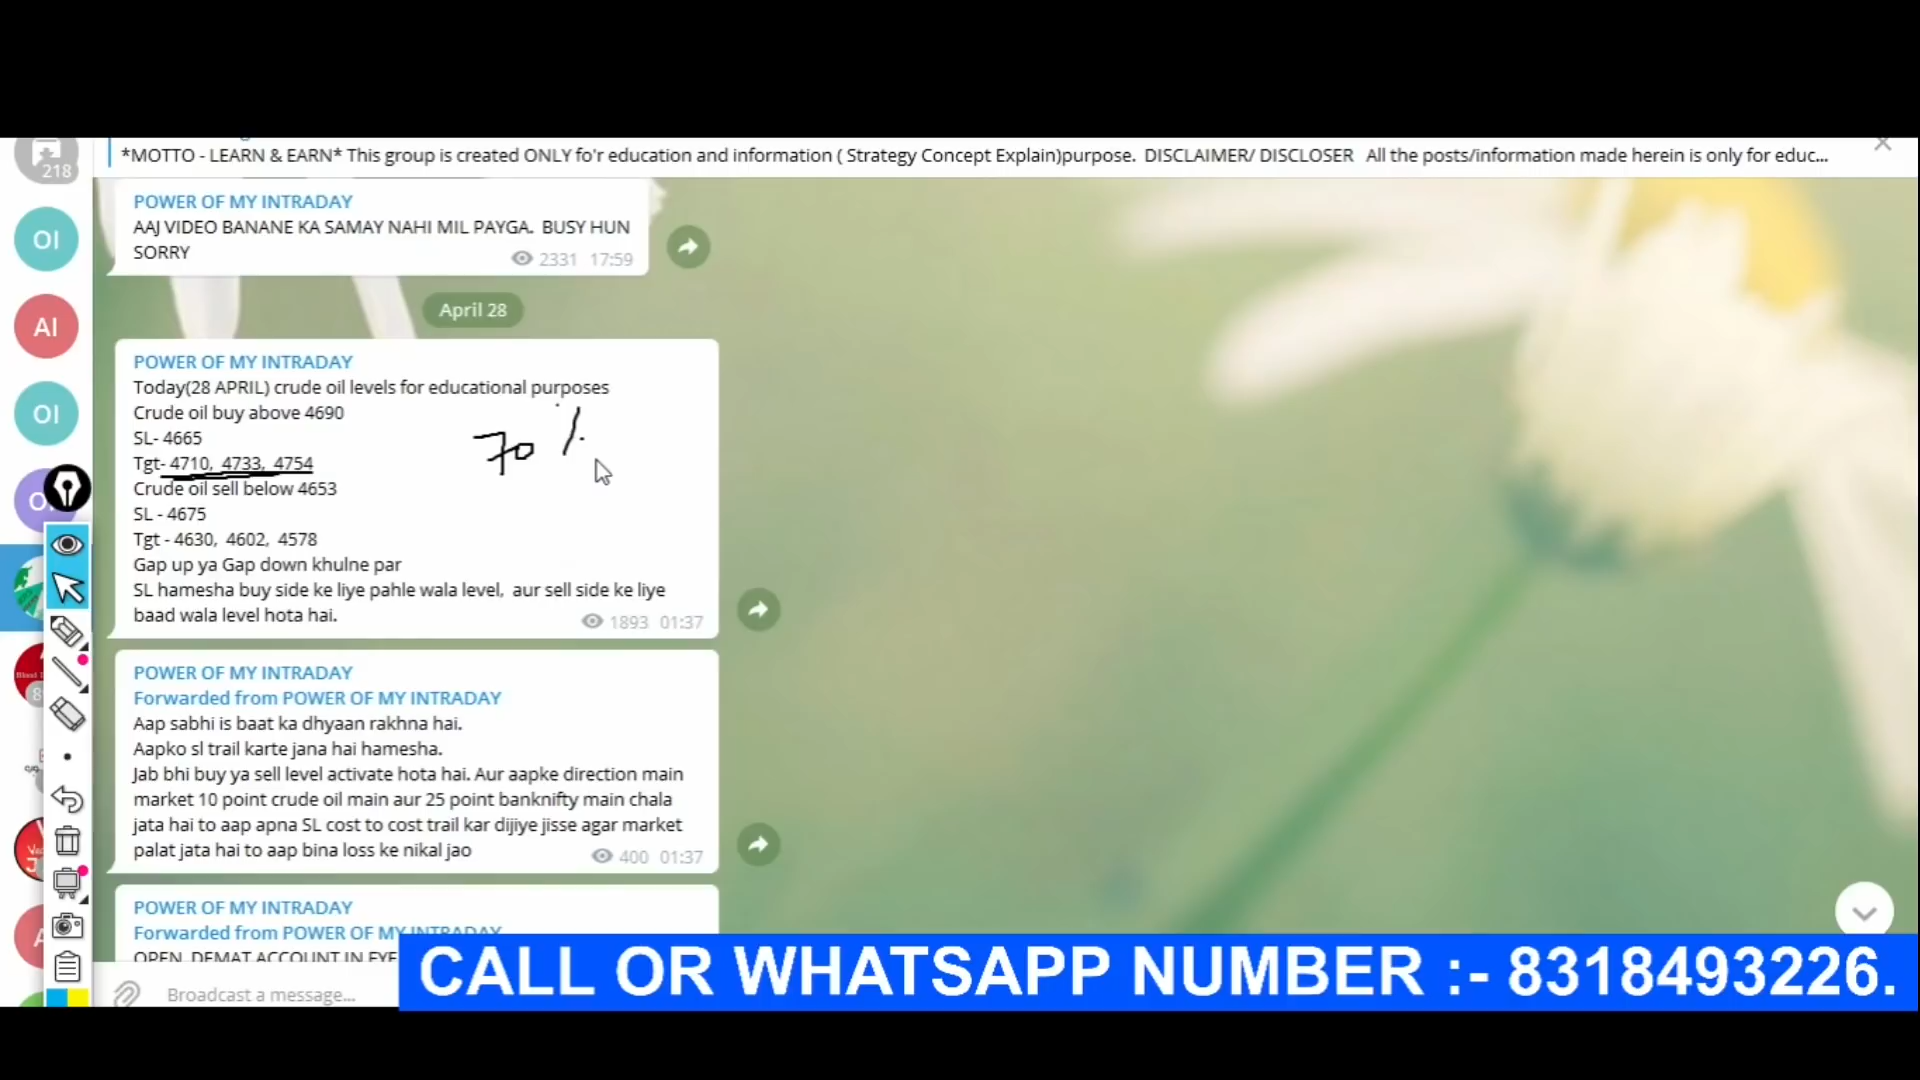 218
*MOTTO - LEARN & EARN* This group is created ONLY fo'r education and information ( Strategy Concept Explain)purpose.  DISCLAIMER/ DISCLOSER   All the posts/information made herein is only for educ...
POWER OF MY INTRADAY
AAJ VIDEO BANANE KA SAMAY NAHI MIL PAYGA.  BUSY HUN
SORRY
2331 17:59
OI
April 28
AI
POWER OF MY INTRADAY
Today(28 APRIL) crude oil levels for educational purposes
Crude oil buy above 4690
OI
SL- 4665
70 %
Tgt- 4710,  4733,  4754
Crude oil sell below 4653
SL - 4675
Tgt - 4630,  4602,  4578
Gap up ya Gap down khulne par
SL hamesha buy side ke liye pahle wala level,  aur sell side ke liye
baad wala level hota hai.
1893 01:37
POWER OF MY INTRADAY
Forwarded from POWER OF MY INTRADAY
Aap sabhi is baat ka dhyaan rakhna hai.
Aapko sl trail karte jana hai hamesha.
Jab bhi buy ya sell level activate hota hai. Aur aapke direction main
market 10 point crude oil main aur 25 point banknifty main chala
jata hai to aap apna SL cost to cost trail kar dijiye jisse agar market
palat jata hai to aap bina loss ke nikal jao
400 01:37
POWER OF MY INTRADAY
Forwarded from POWER OF MY INTRADAY
OPEN  DEMAT ACCOUNT IN
Broadcast a message...
CALL OR WHATSAPP NUMBER :- 8318493226.